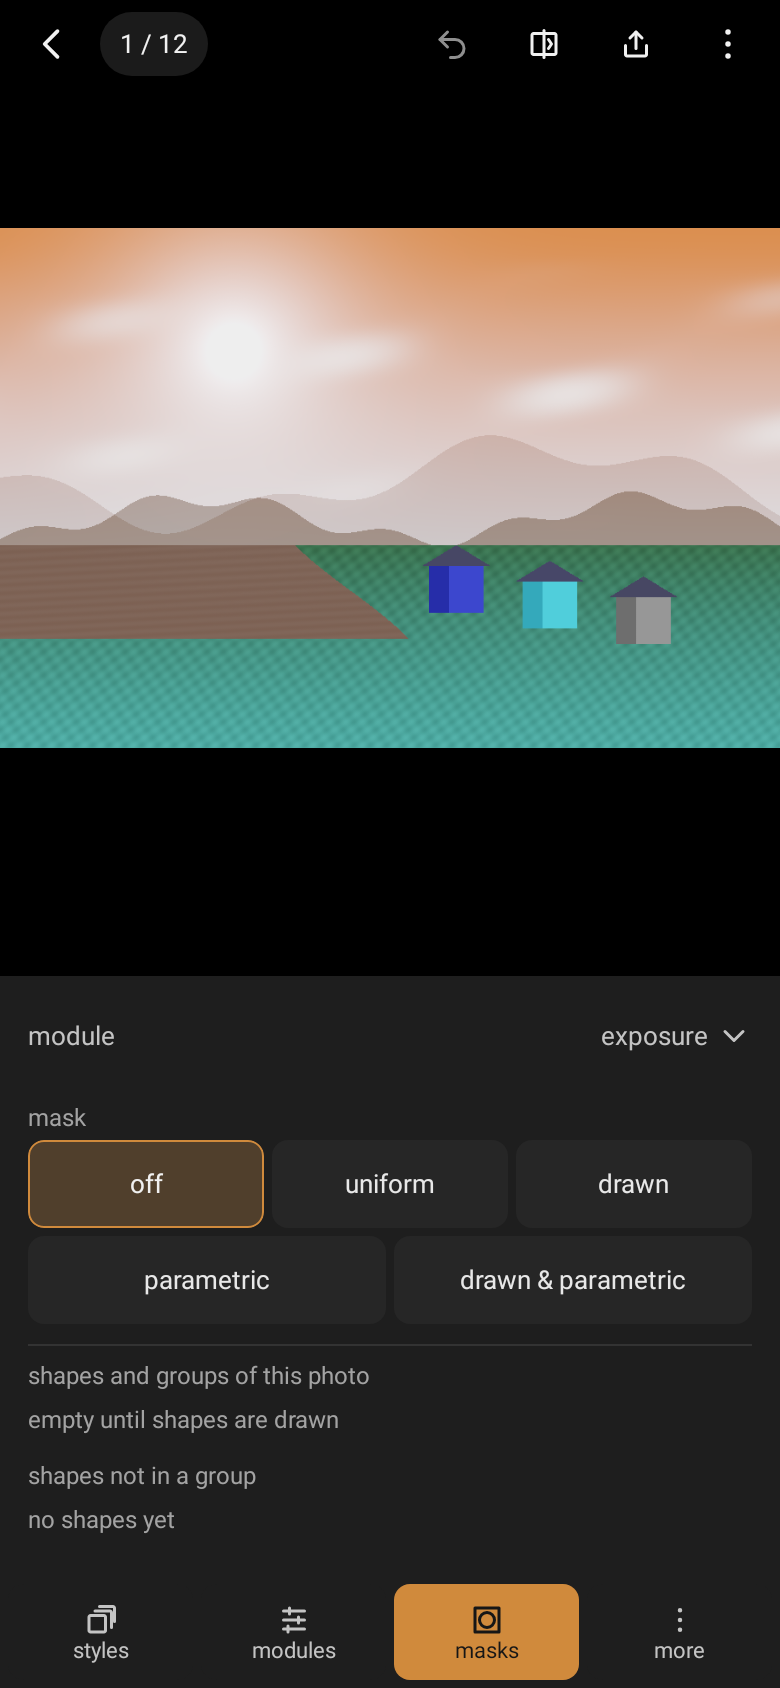 1 / 12
module
exposure
mask
off
uniform
drawn
parametric
drawn & parametric
shapes and groups of this photo
empty until shapes are drawn
shapes not in a group
no shapes yet
styles
modules
masks
more